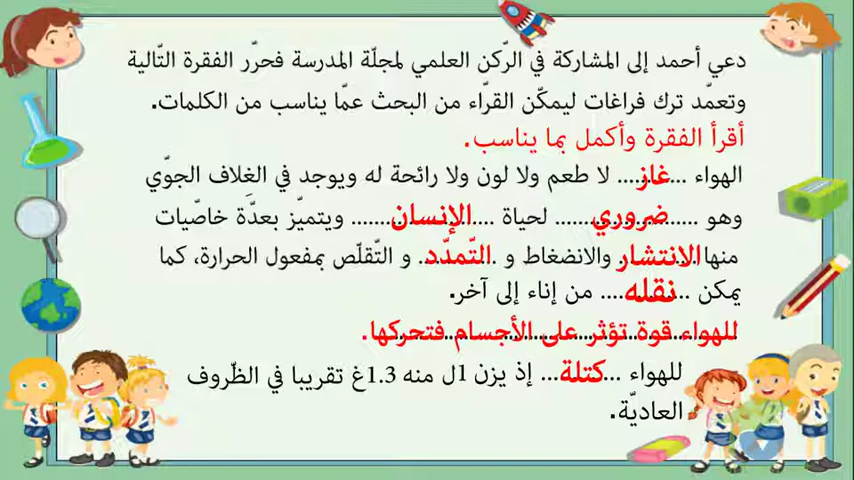 دعي أحمد إلى المشاركة في الرّكن العلمي لمجلّة المدرسة فحرّر الفقرة التّالية
وتعمّد ترك فراغات ليمكّن القرّاء من البحث عمّا يناسب من الكلمات.
أقرأ الفقرة وأكمل بما يناسب.
الهواء ...غاز.... لا طعم ولا لون ولا رائحة له ويوجد في الغِلاف الجوّي
وهو ......ضروري...... لحياة ......الإنسان...... ويتميّز بعدَّة خاصّيات
منها الانتشار والانضغاط و ...التّمدّد... و التّقلّص بمفعول الحرارة، كما
يمكن ...نقله.... من إناء إلى آخر.
للهواء قوة تؤثر على الأجسام فتحركها.
للهواء ...كتلة... إذ يزن 1ل منه 1.3غ تقريبا في الظّروف
العاديّة.